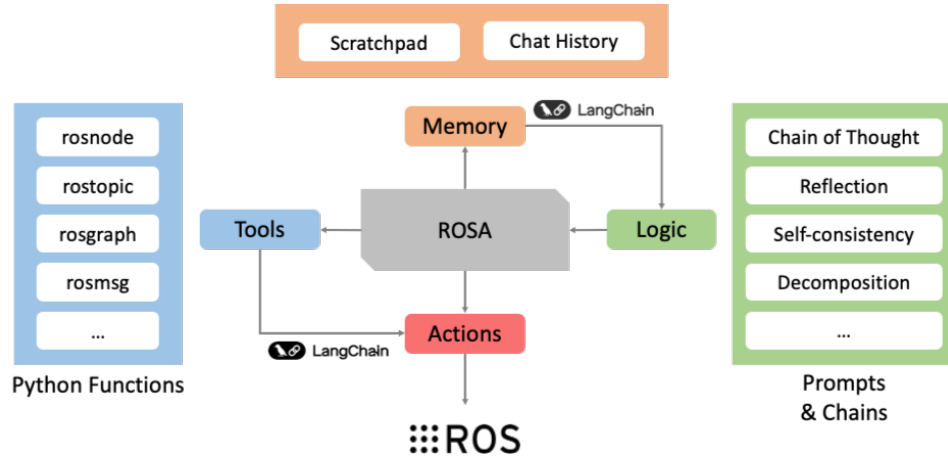 Scratchpad
Chat History
rosnode
rostopic
rosgraph
rosmsg
...
Python Functions
Memory
LangChain
Tools
ROSA
Logic
Actions
LangChain
ROS
Chain of Thought
Reflection
Self-consistency
Decomposition
...
Prompts
& Chains